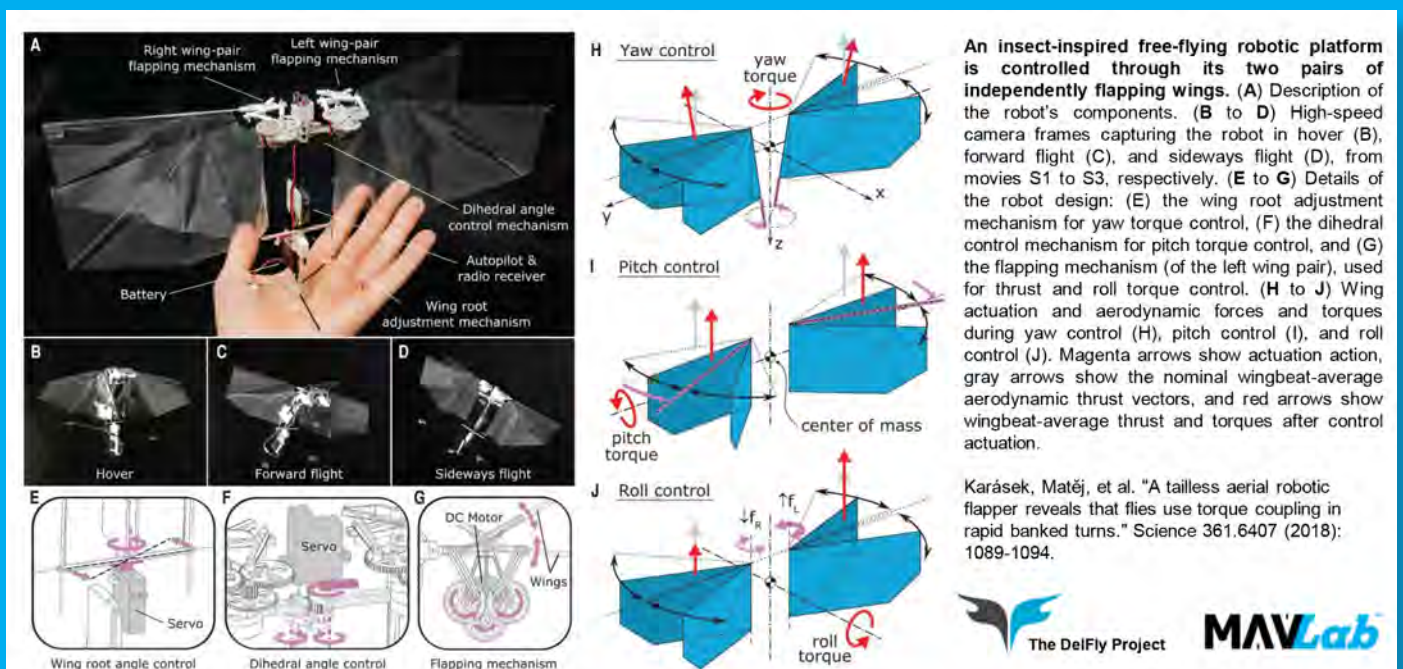 A
Right wing-pair
flapping mechanism
Left wing-pair
flapping mechanism
Dihedral angle
control mechanism
Autopilot &
radio receiver
Battery
Wing root
adjustment mechanism
B
Hover
C
Forward flight
D
Sideways flight
E
Servo
Wing root angle control
F
Servo
Dihedral angle control
G
DC Motor
Wings
Flapping mechanism
H Yaw control
yaw
torque
x
y
z
I Pitch control
pitch
torque
center of mass
J Roll control
↓fR
↑fL
roll
torque
An insect-inspired free-flying robotic platform
is controlled through its two pairs of
independently flapping wings. (A) Description of
the robot's components. (B to D) High-speed
camera frames capturing the robot in hover (B),
forward flight (C), and sideways flight (D), from
movies S1 to S3, respectively. (E to G) Details of
the robot design: (E) the wing root adjustment
mechanism for yaw torque control, (F) the dihedral
control mechanism for pitch torque control, and (G)
the flapping mechanism (of the left wing pair), used
for thrust and roll torque control. (H to J) Wing
actuation and aerodynamic forces and torques
during yaw control (H), pitch control (I), and roll
control (J). Magenta arrows show actuation action,
gray arrows show the nominal wingbeat-average
aerodynamic thrust vectors, and red arrows show
wingbeat-average thrust and torques after control
actuation.
Karásek, Matěj, et al. "A tailless aerial robotic
flapper reveals that flies use torque coupling in
rapid banked turns." Science 361.6407 (2018):
1089-1094.
The DelFly Project
MAVLab